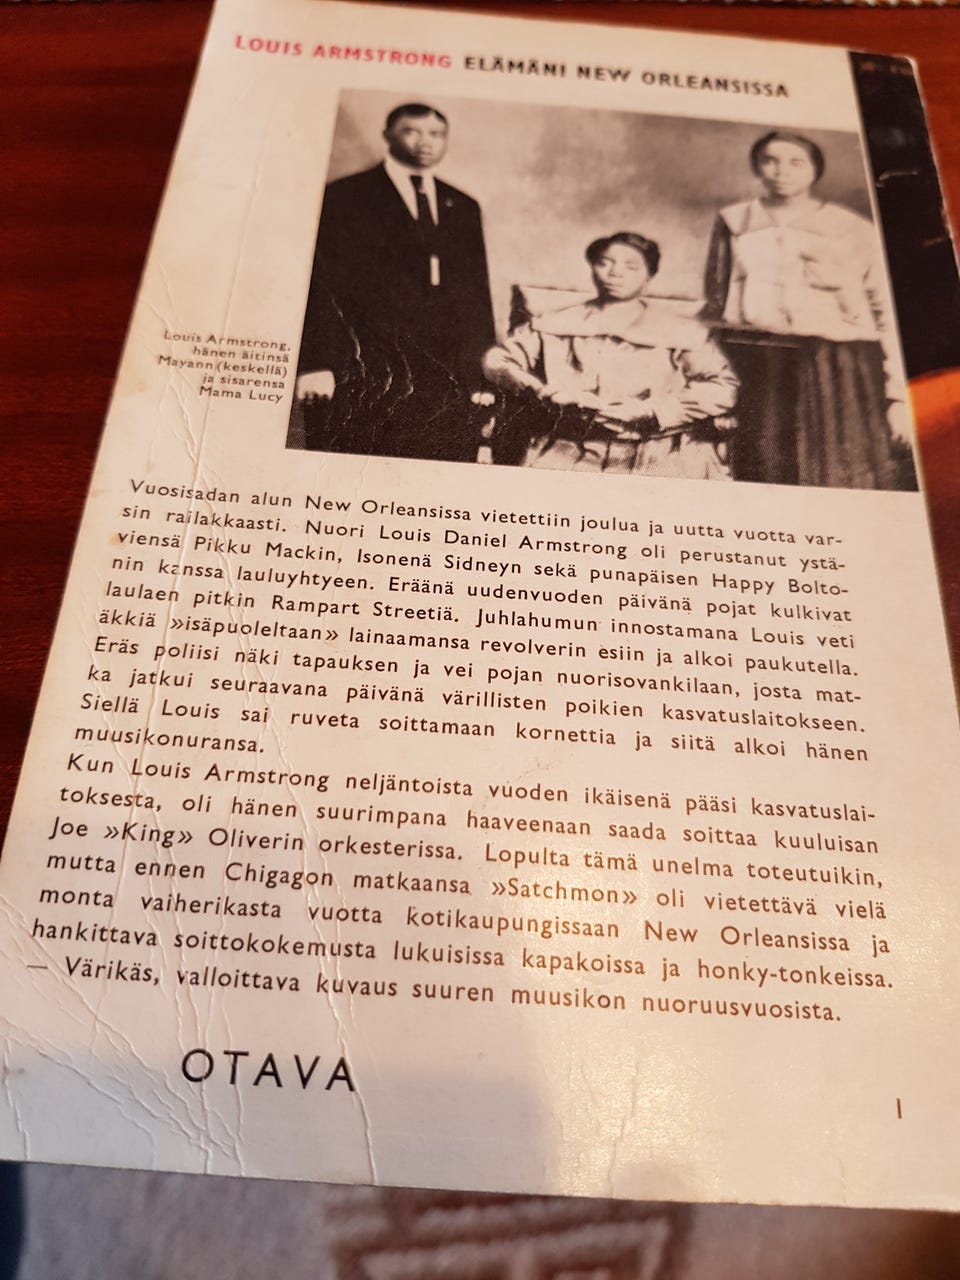 LOUIS ARMSTRONG ELÄMÄNI NEW ORLEANSISSA
Louis Armstrong,
hänen äitinsä
Mayann (keskellä)
ja sisarensa
Mama Lucy
Vuosisadan alun New Orleansissa vietettiin joulua ja uutta vuotta var-
sin railakkaasti. Nuori Louis Daniel Armstrong oli perustanut ystä-
viensä Pikku Mackin, Isonenä Sidneyn sekä punapäisen Happy Bolto-
nin kanssa lauluyhtyeen. Eräänä uudenvuoden päivänä pojat kulkivat
laulaen pitkin Rampart Streetiä. Juhlahumun innostamana Louis veti
äkkiä »isäpuoleltaan» lainaamansa revolverin esiin ja alkoi paukutella.
Eräs poliisi näki tapauksen ja vei pojan nuorisovankilaan, josta mat-
ka jatkui seuraavana päivänä värillisten poikien kasvatuslaitokseen.
Siellä Louis sai ruveta soittamaan kornettia ja siitä alkoi hänen
muusikonuransa.
Kun Louis Armstrong neljäntoista vuoden ikäisenä pääsi kasvatuslai-
toksesta, oli hänen suurimpana haaveenaan saada soittaa kuuluisan
Joe »King» Oliverin orkesterissa. Lopulta tämä unelma toteutuikin,
mutta ennen Chigagon matkaansa »Satchmon» oli vietettävä vielä
monta vaiherikasta vuotta kotikaupungissaan New Orleansissa ja
hankittava soittokokemusta lukuisissa kapakoissa ja honky-tonkeissa.
— Värikäs, valloittava kuvaus suuren muusikon nuoruusvuosista.
OTAVA
I